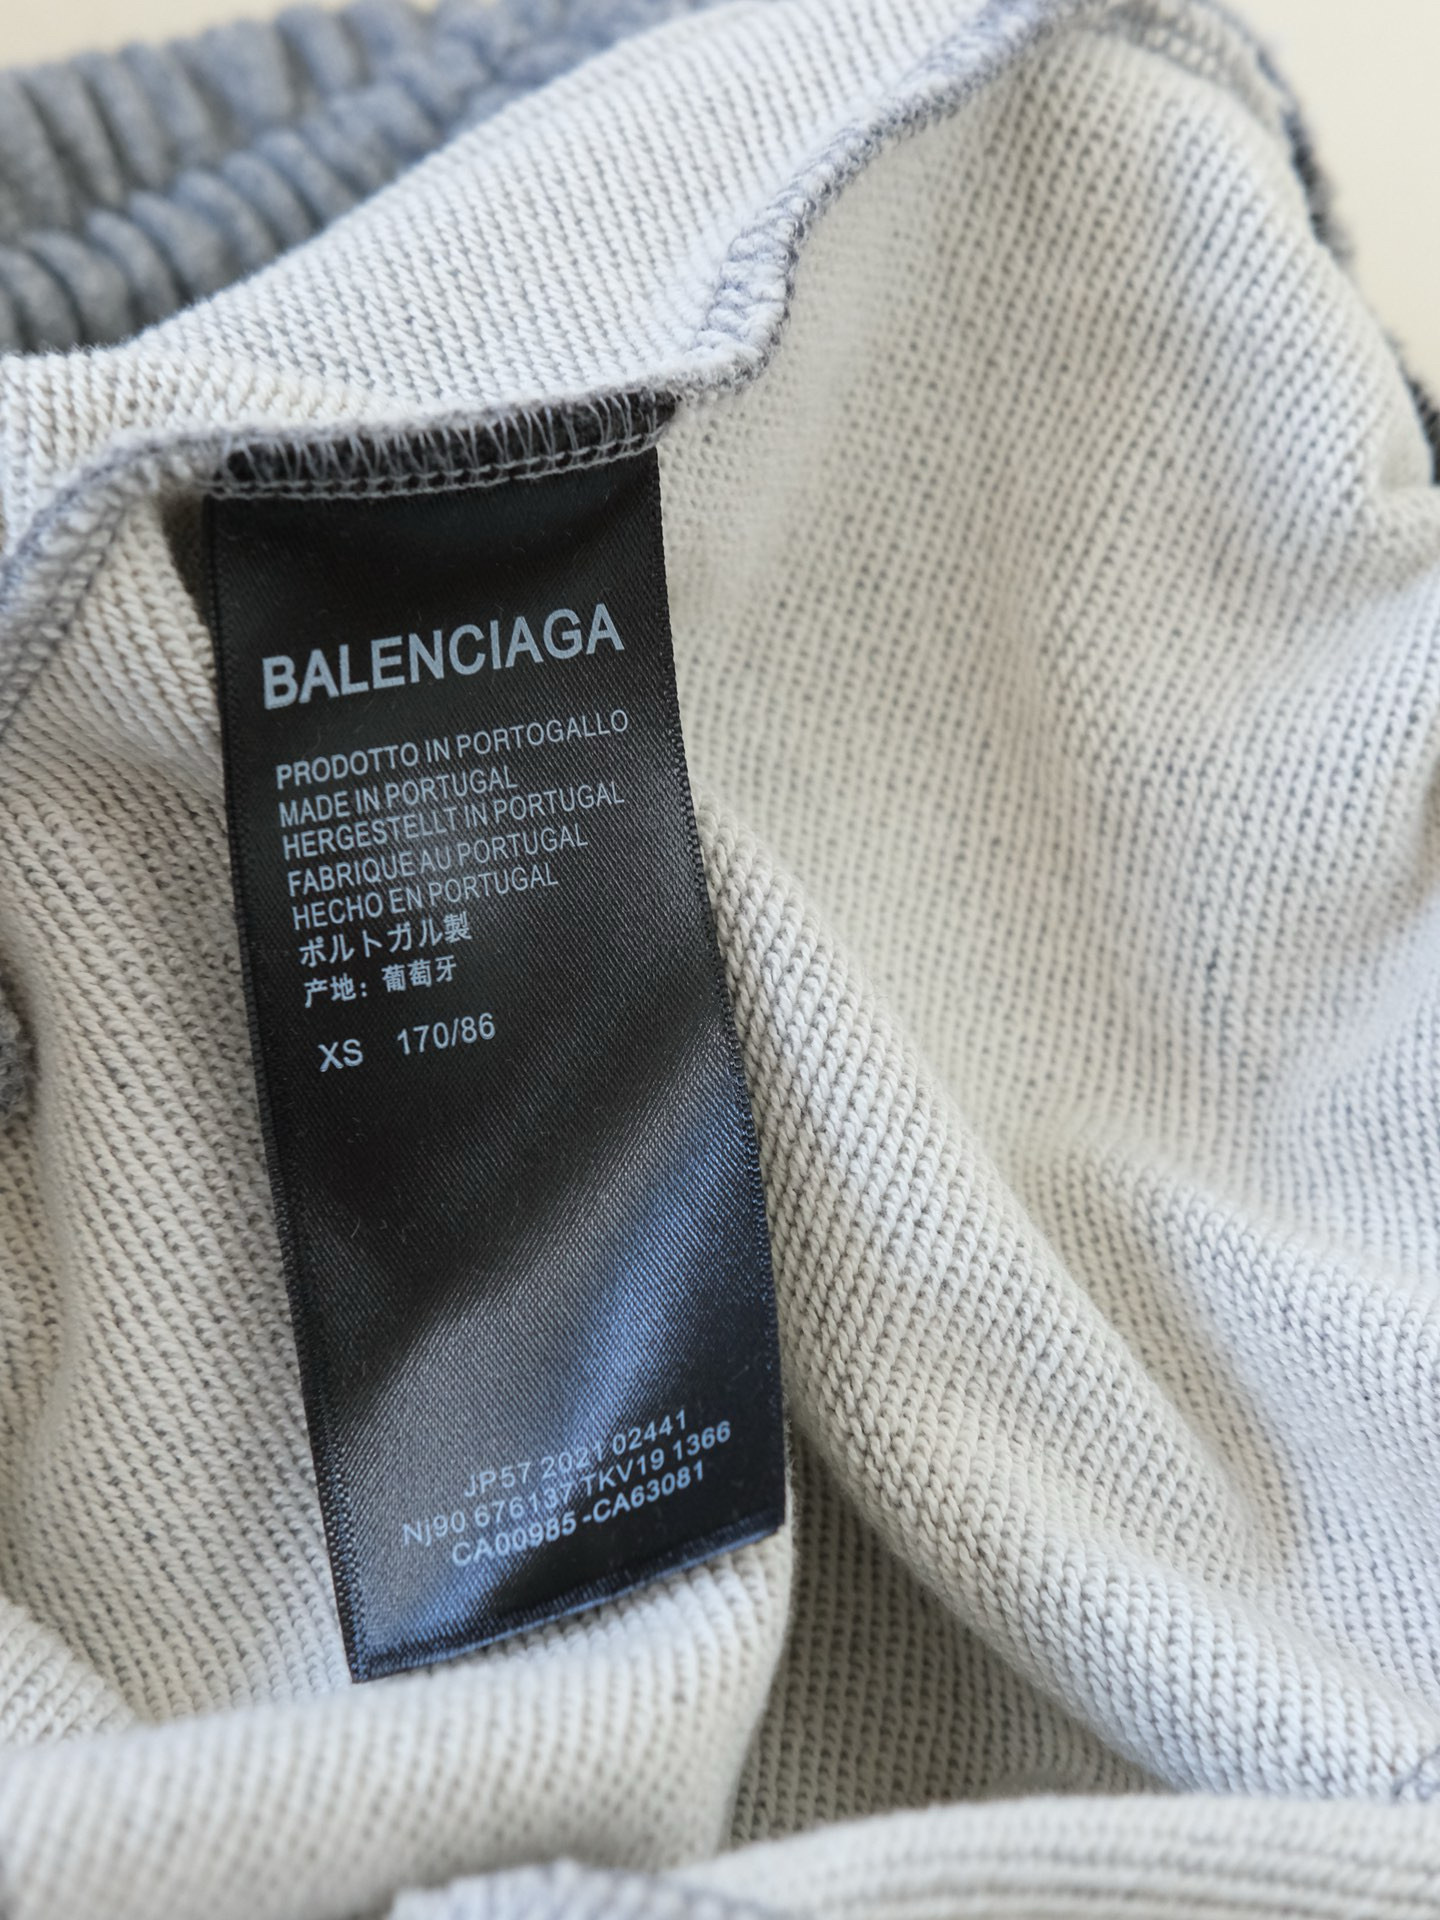 BALENCIAGA
PRODOTTO IN PORTOGALLO
MADE IN PORTUGAL
HERGESTELLT IN PORTUGAL
FABRIQUE AU PORTUGAL
HECHO EN PORTUGAL
ポルトガル製
产地：葡萄牙
XS 170/86
JP57 2021 02441
Nj90 676137 TKV19 1366
CA00985 -CA63081